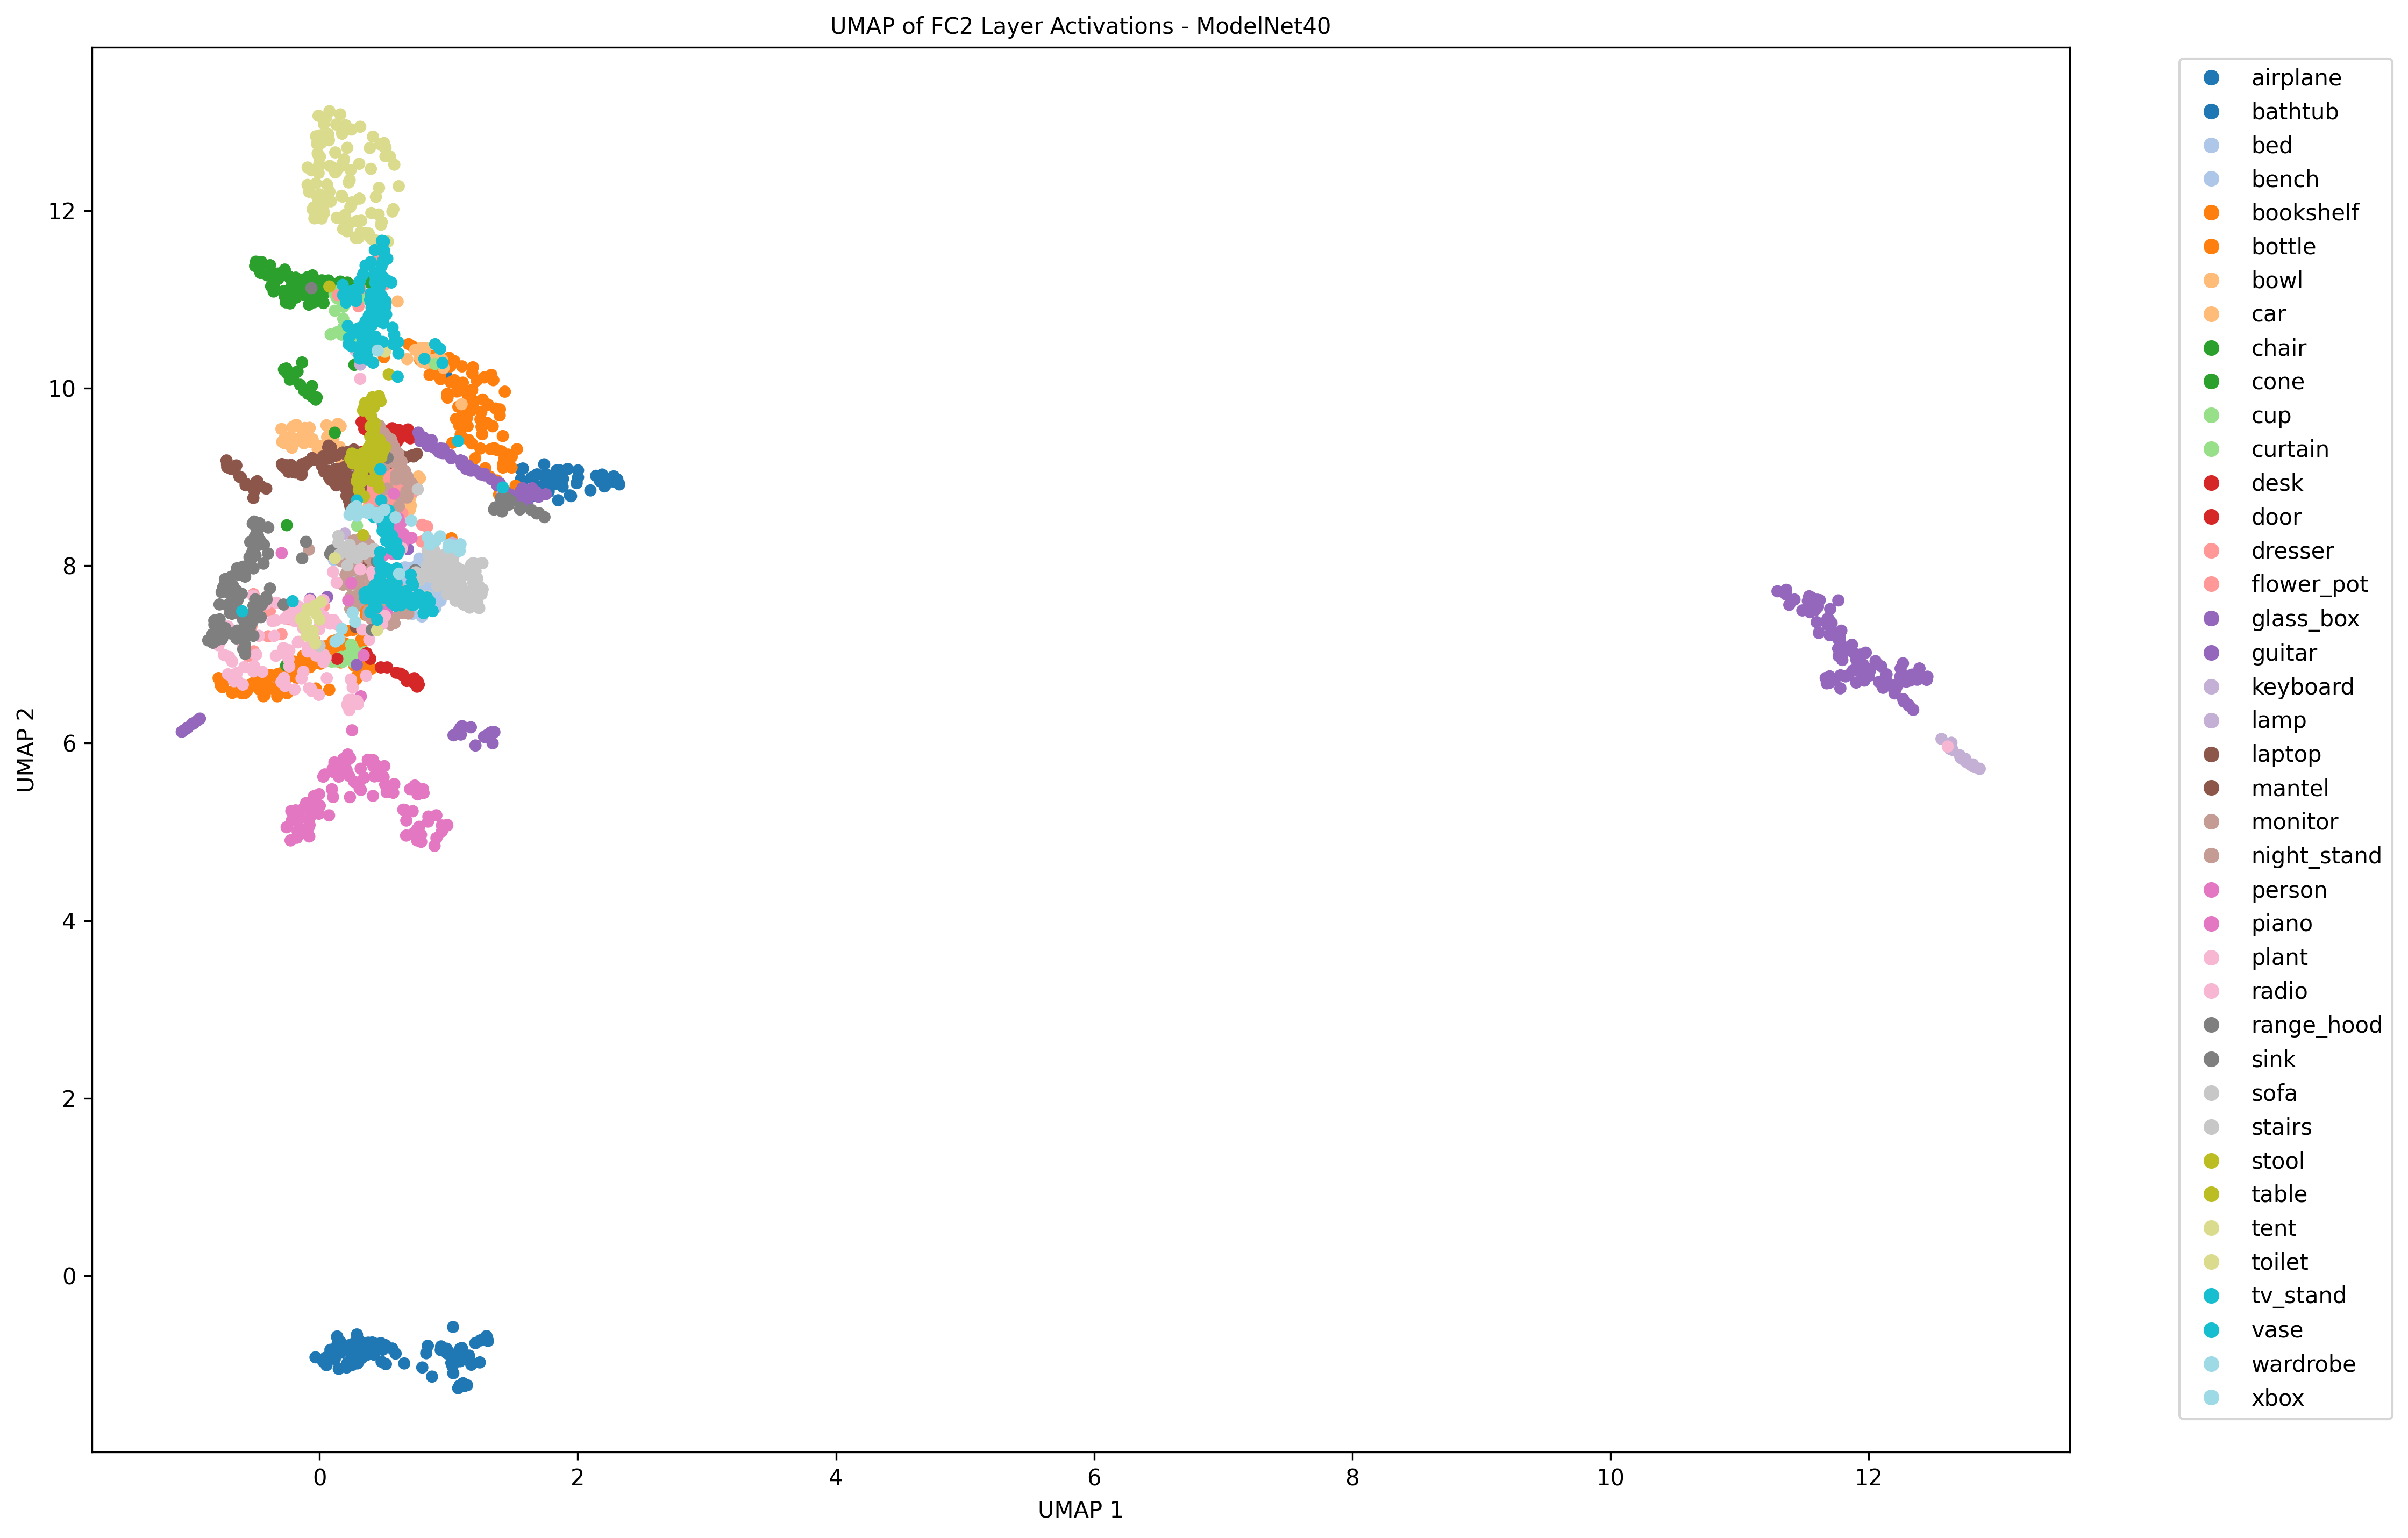 UMAP of FC2 Layer Activations - ModelNet40
airplane
bathtub
bed
bench
bookshelf
bottle
bowl
car
chair
cone
cup
curtain
desk
door
dresser
flower_pot
glass_box
guitar
keyboard
lamp
laptop
mantel
monitor
night_stand
person
piano
plant
radio
range_hood
sink
sofa
stairs
stool
table
tent
toilet
tv_stand
vase
wardrobe
xbox
UMAP 2
12
10
8
6
4
2
0
0 2 4 6 8 10 12
UMAP 1